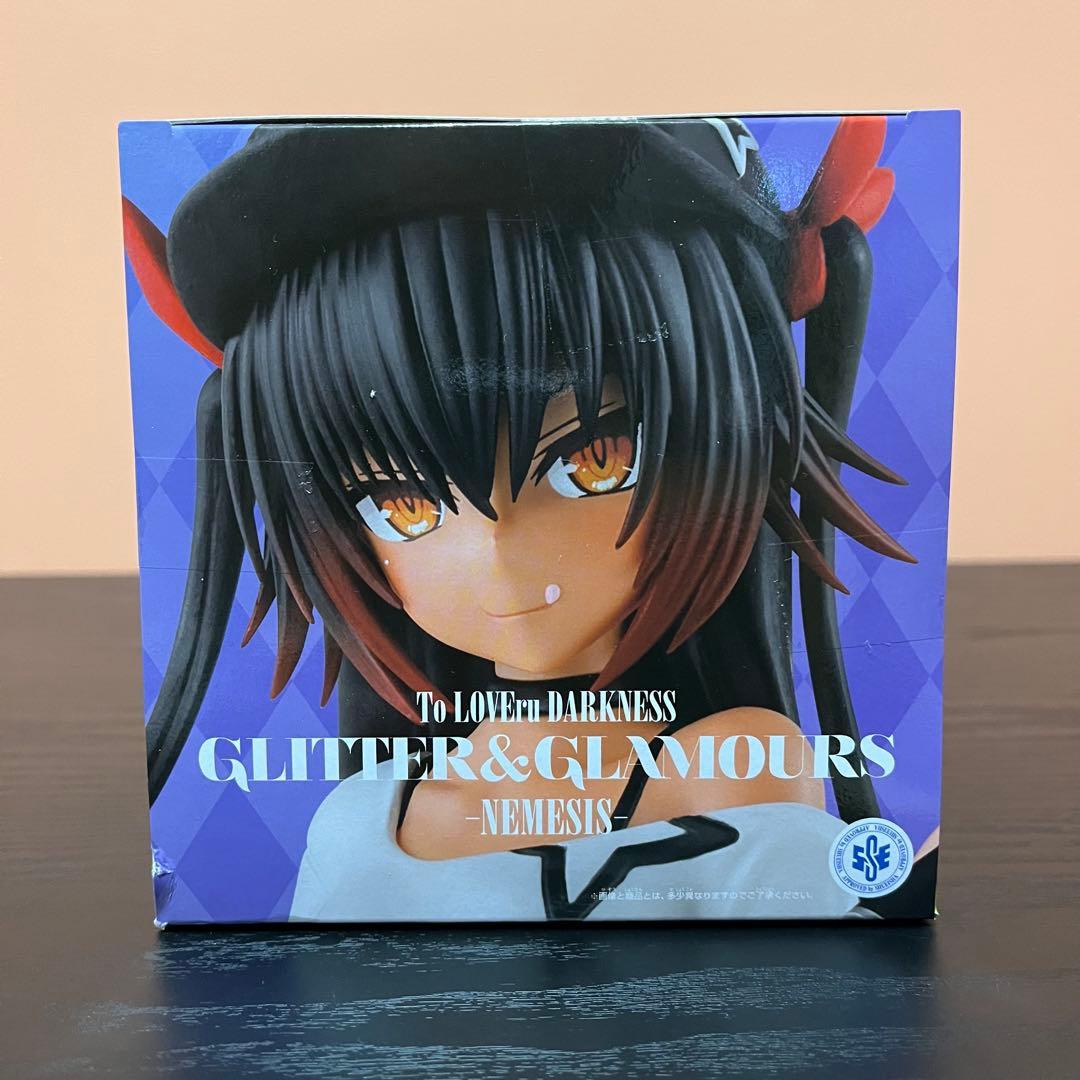 To LOVEru DARKNESS
GLITTER&GLAMOURS
-NEMESIS-
※画像と商品とは、多少異なりますのでご了承ください。